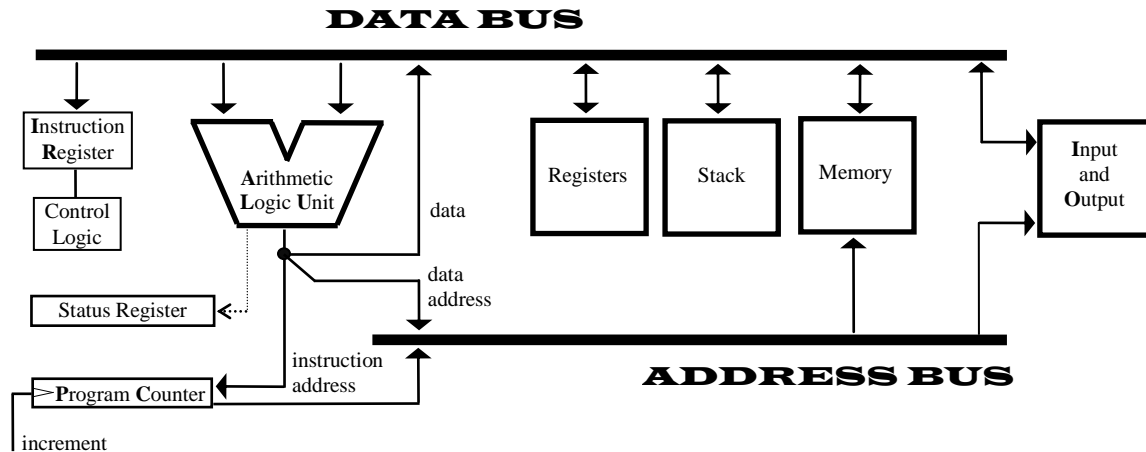 DATA BUS
Instruction
Register
Control
Logic
Arithmetic
Logic Unit
data
Registers
Stack
Memory
Input
and
Output
data
address
Status Register
instruction
address
ADDRESS BUS
Program Counter
increment